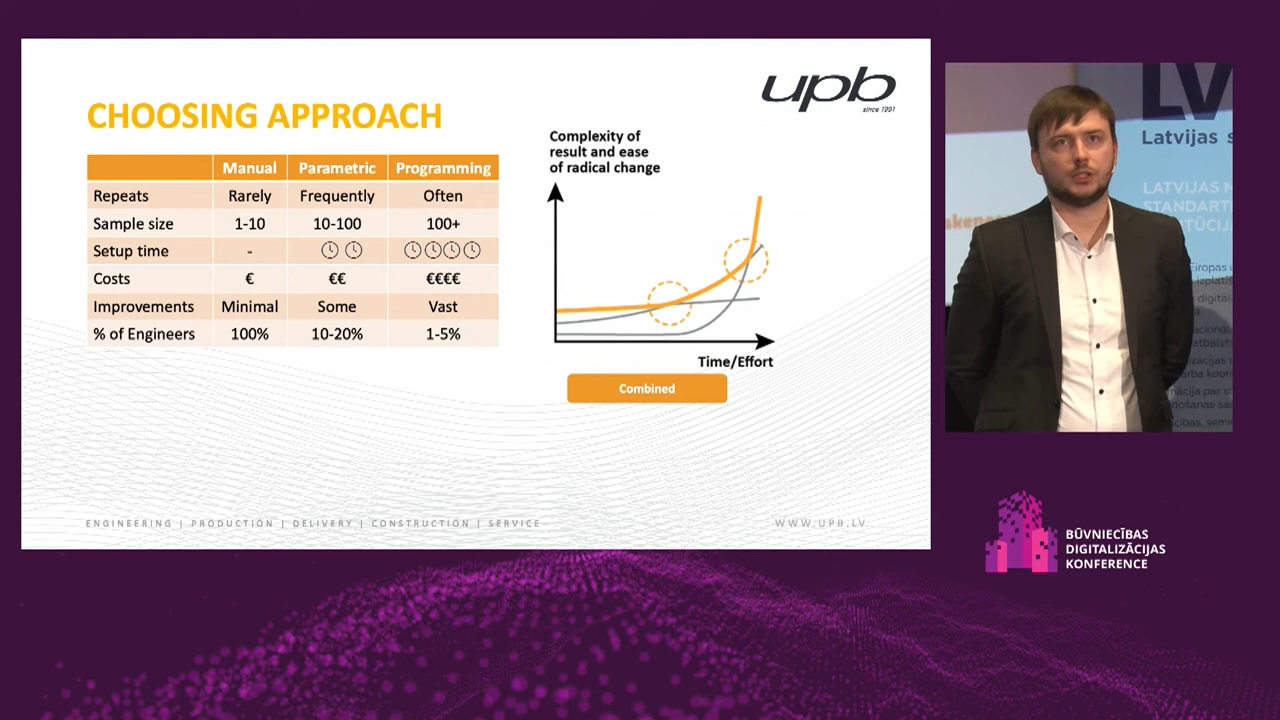 upb
since 1991
CHOOSING APPROACH
Manual Parametric Programming
Repeats Rarely Frequently Often
Sample size 1-10 10-100 100+
Setup time -
Costs € €€ €€€€
Improvements Minimal Some Vast
% of Engineers 100% 10-20% 1-5%
Complexity of
result and ease
of radical change
Time/Effort
Combined
ENGINEERING | PRODUCTION | DELIVERY | CONSTRUCTION | SERVICE
WWW.UPB.LV
LV
Latvijas s
LATVIJAS N
STANDART
Eiropas
BŪVNIECĪBAS
DIGITALIZĀCIJAS
KONFERENCE